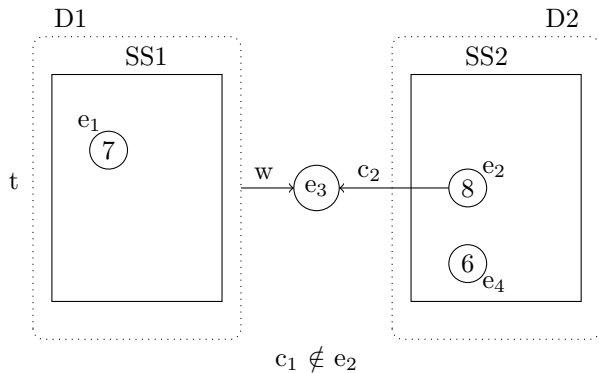 D1 D2
SS1 SS2
e₁ 7
t w e₃ c₂ 8 e₂
6 e₄
c₁ ∉ e₂